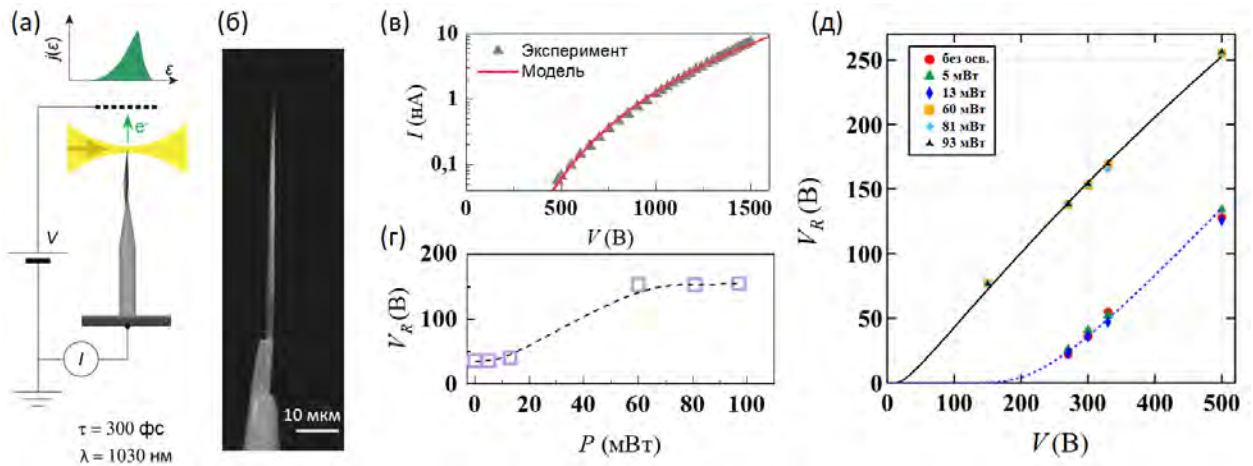 (а)
j(ε)
ε
e-
V
I
τ = 300 фс
λ = 1030 нм
(б)
10 мкм
(в)
I (нА)
10
1
0,1
Эксперимент
Модель
0
500
1000
1500
V (В)
(г)
V_R (В)
200
100
0
0
20
40
60
80
100
P (мВт)
(д)
V_R (В)
250
200
150
100
50
0
без осв.
5 мВт
13 мВт
60 мВт
81 мВт
93 мВт
0
100
200
300
400
500
V (В)